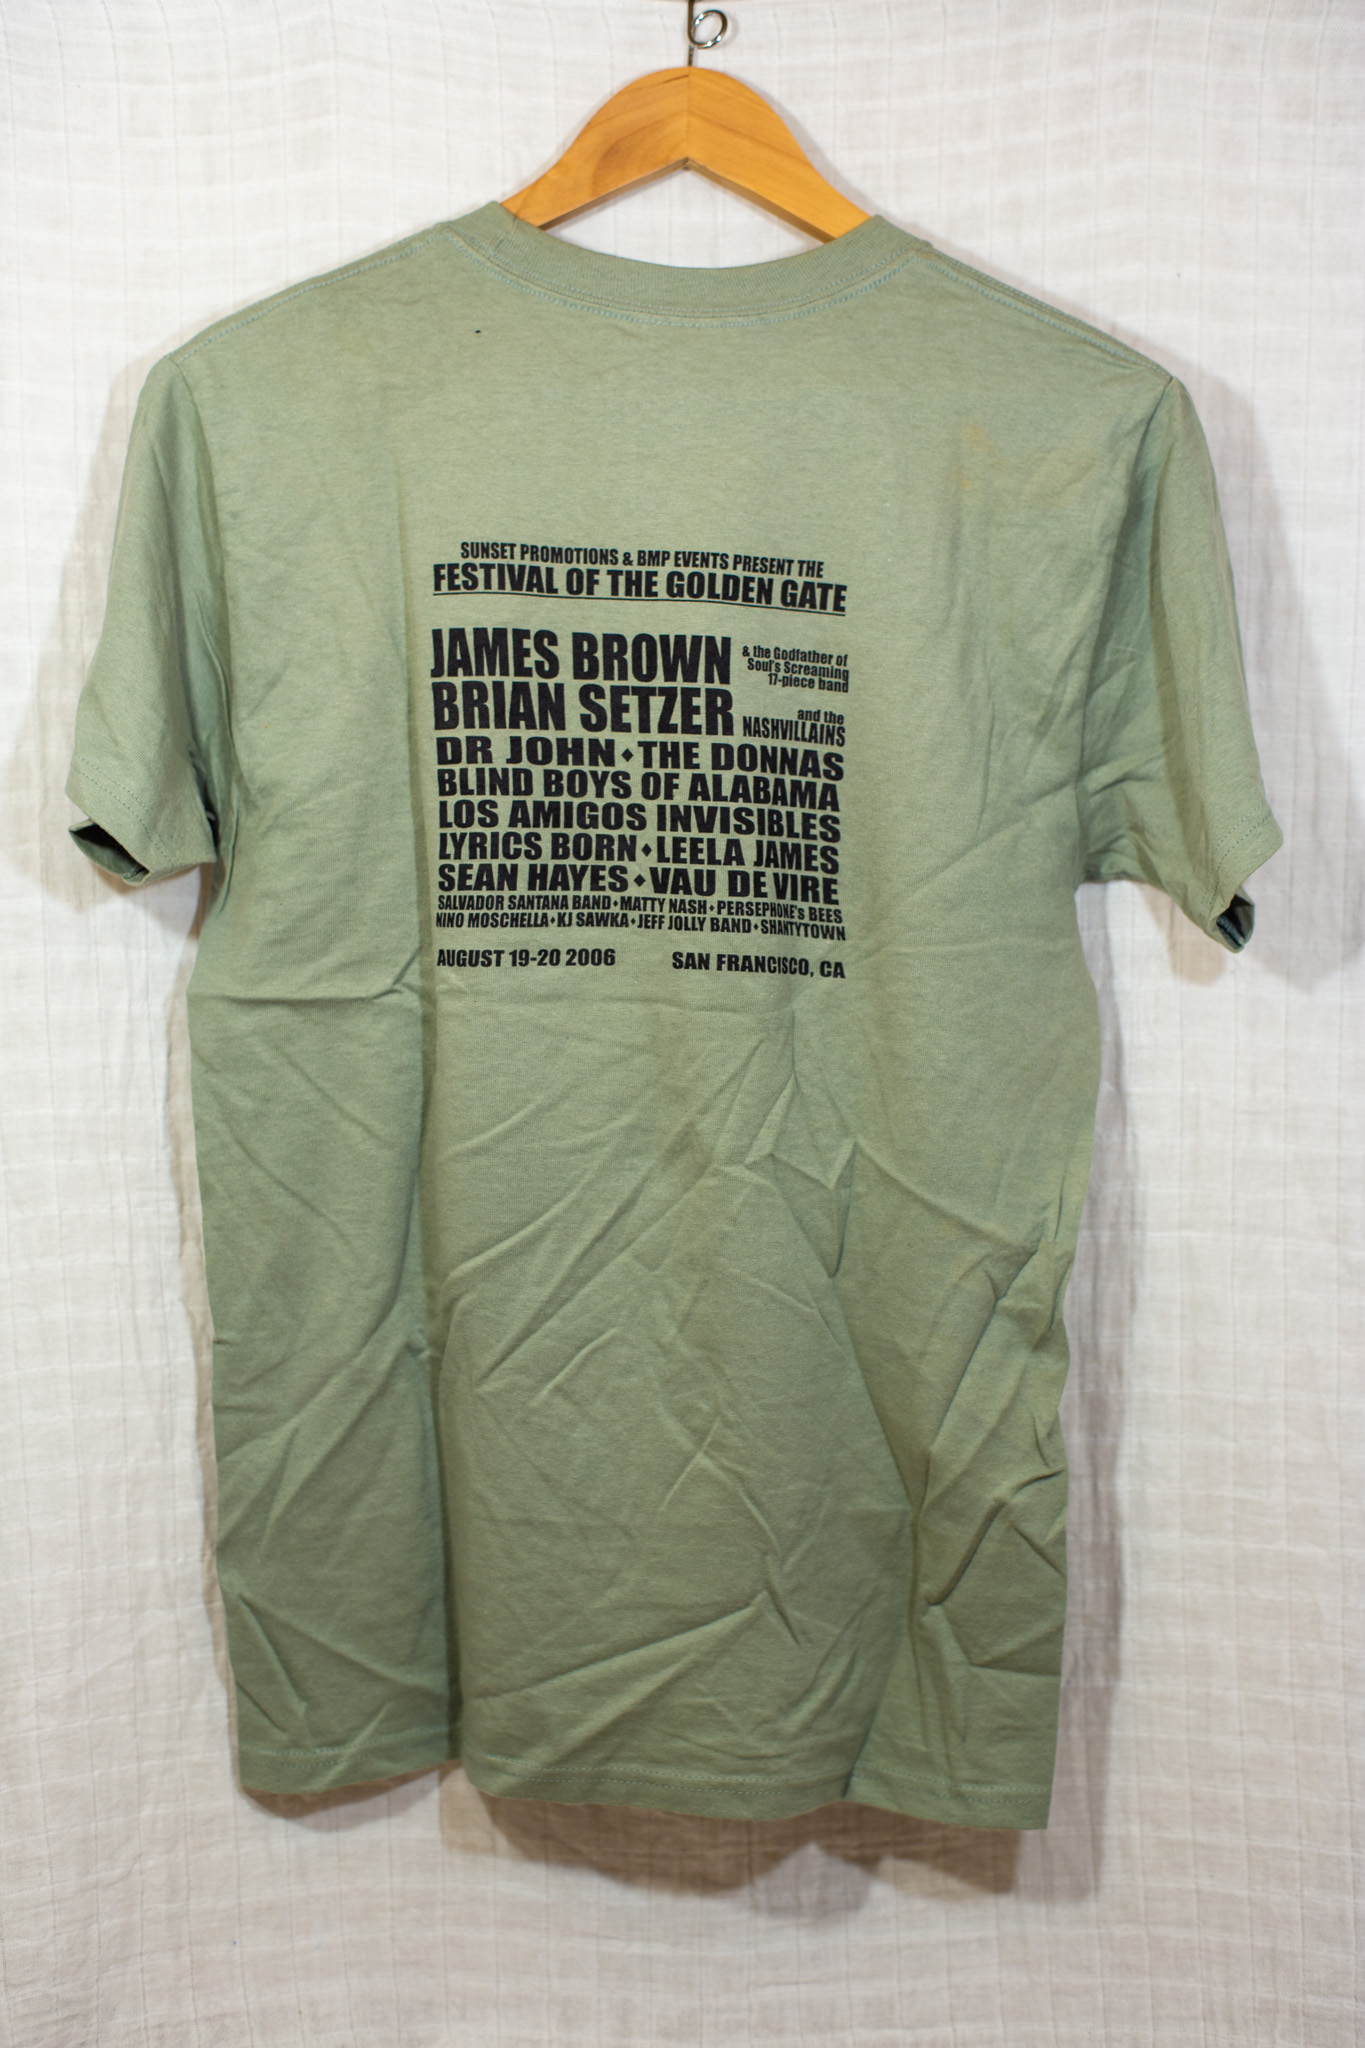 SUNSET PROMOTIONS & BMP EVENTS PRESENT THE
FESTIVAL OF THE GOLDEN GATE
JAMES BROWN & the Godfather of
Soul's Screaming
17-piece band
BRIAN SETZER and the
NASHVILLAINS
DR JOHN♦THE DONNAS
BLIND BOYS OF ALABAMA
LOS AMIGOS INVISIBLES
LYRICS BORN♦LEELA JAMES
SEAN HAYES♦VAU DE VIRE
SALVADOR SANTANA BAND♦MATTY NASH♦PERSEPHONE's BEES
NINO MOSCHELLA♦KJ SAWKA♦JEFF JOLLY BAND♦SHANTYTOWN
AUGUST 19-20 2006 SAN FRANCISCO, CA